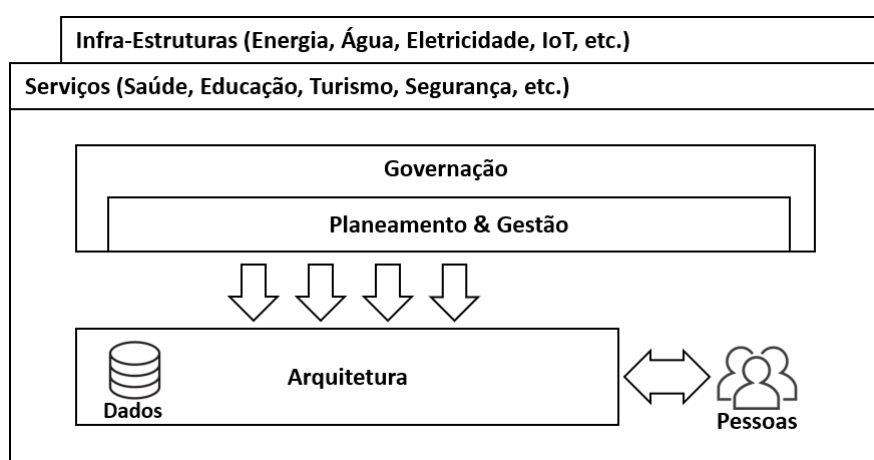 Infra-Estruturas (Energia, Água, Eletricidade, IoT, etc.)
Serviços (Saúde, Educação, Turismo, Segurança, etc.)
Governação
Planeamento & Gestão
Arquitetura
Dados
Pessoas